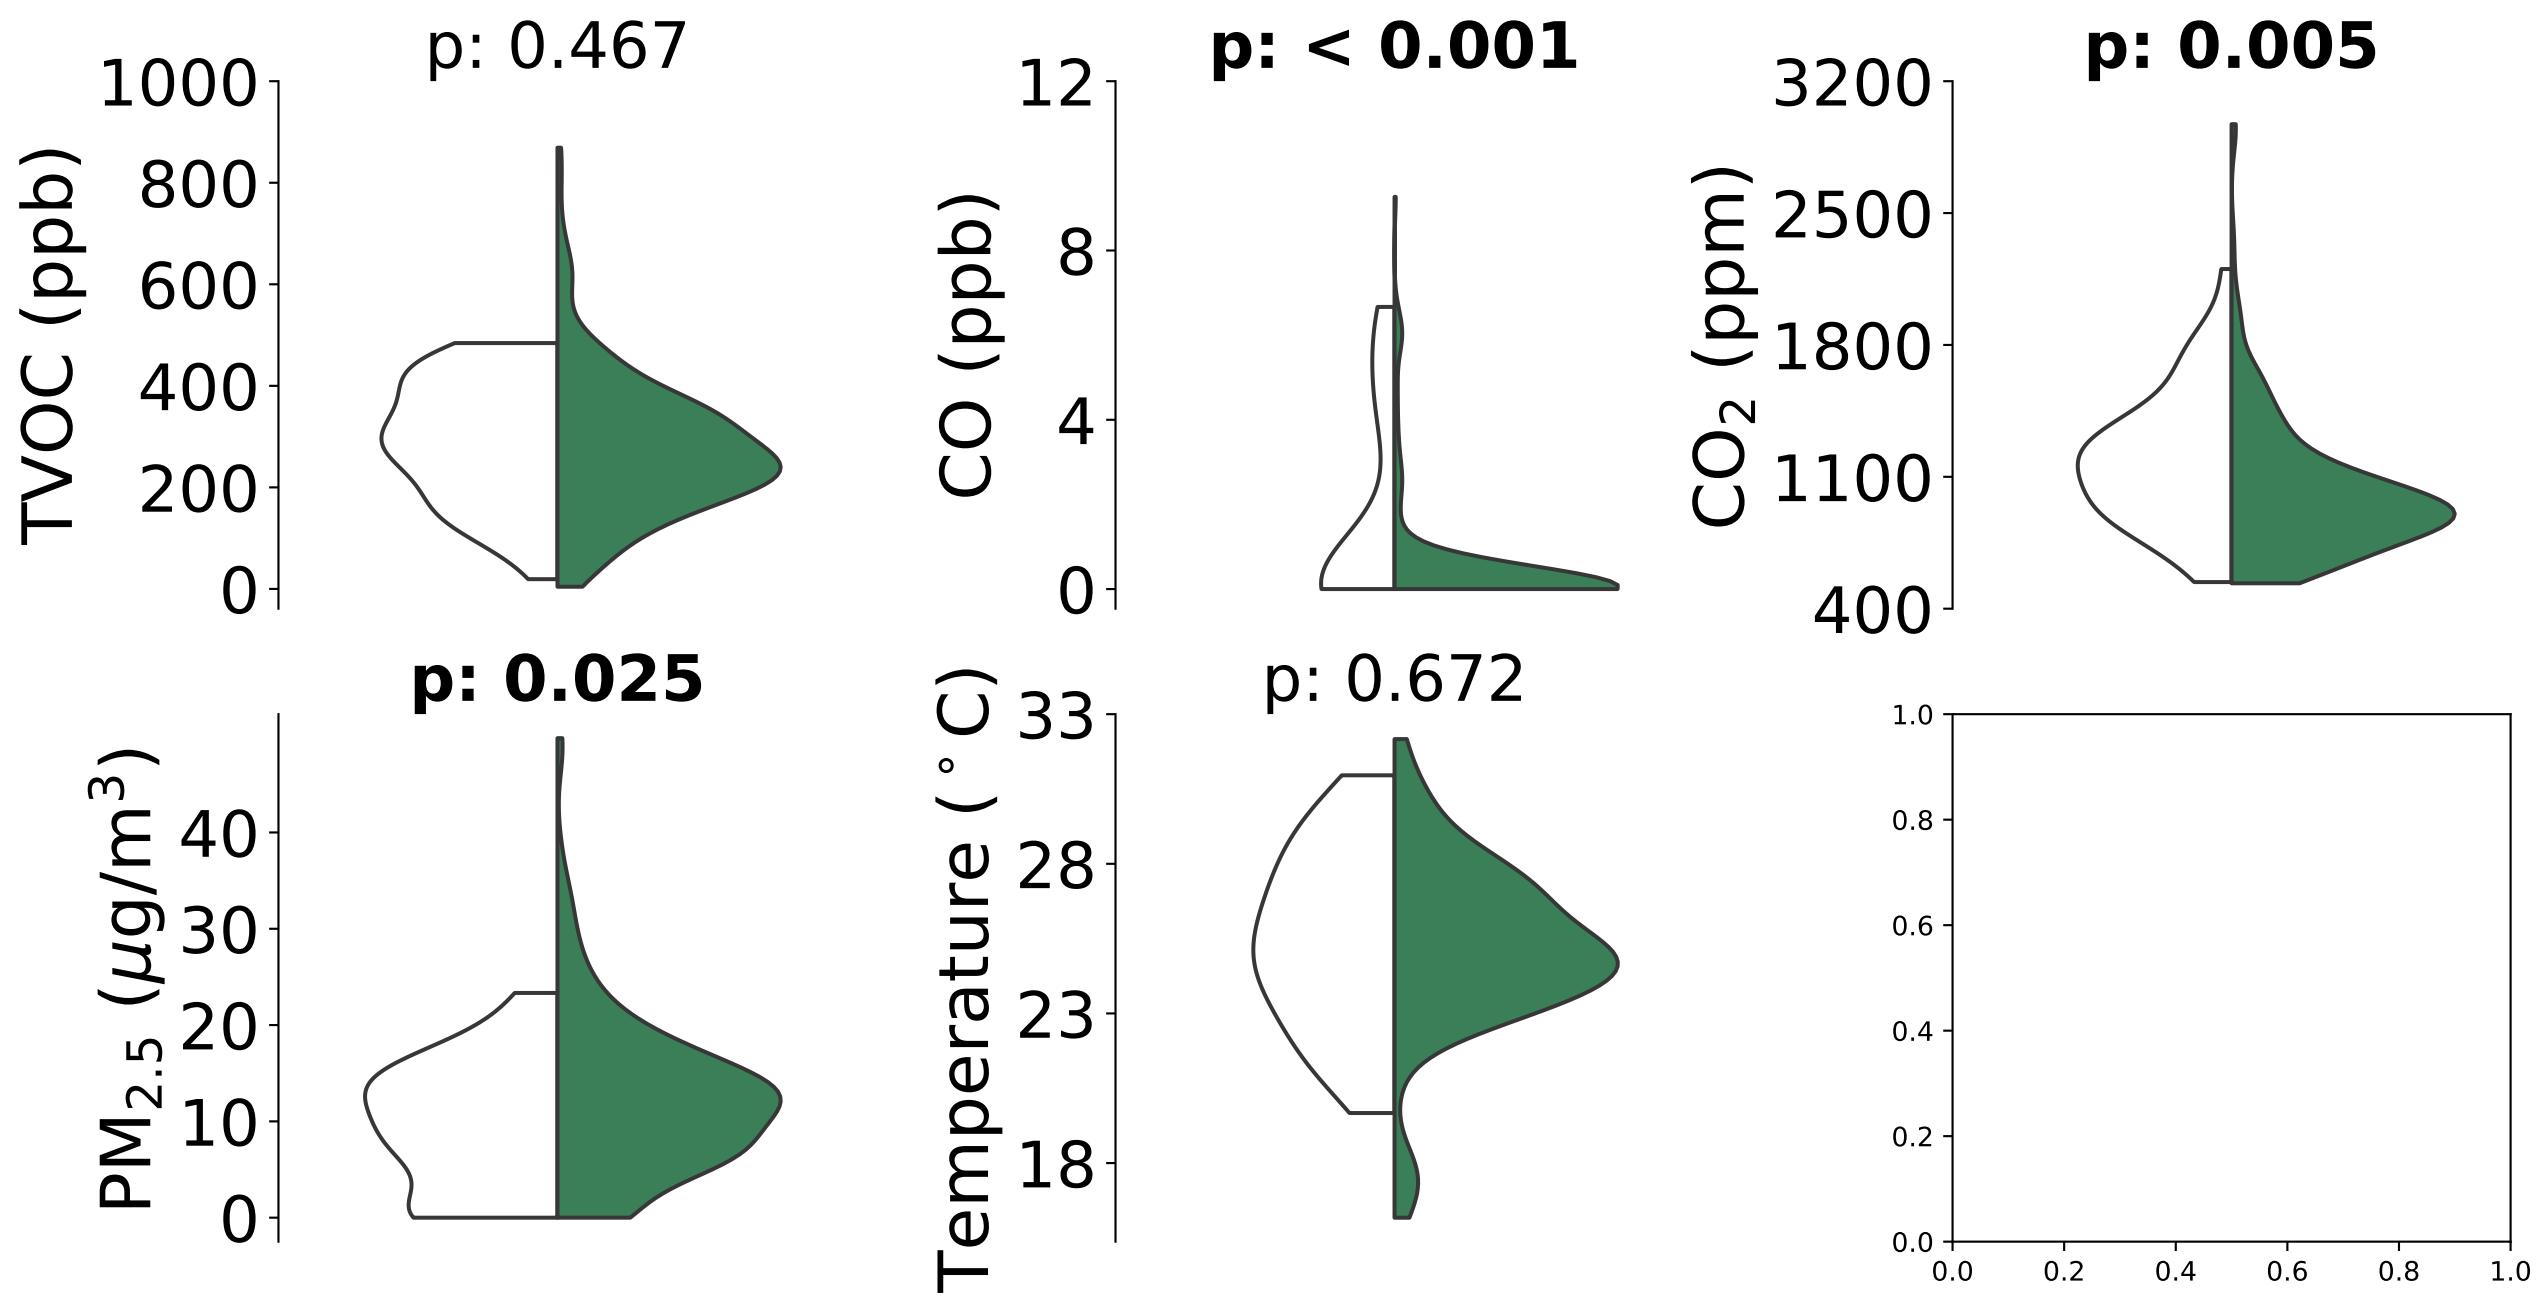 p: 0.467
TVOC (ppb)
1000
800
600
400
200
0
p: < 0.001
CO (ppb)
12
8
4
0
p: 0.005
CO₂ (ppm)
3200
2500
1800
1100
400
p: 0.025
PM₂.₅ (μg/m³)
40
30
20
10
0
p: 0.672
Temperature (°C)
33
28
23
18
1.0
0.8
0.6
0.4
0.2
0.0
0.0 0.2 0.4 0.6 0.8 1.0